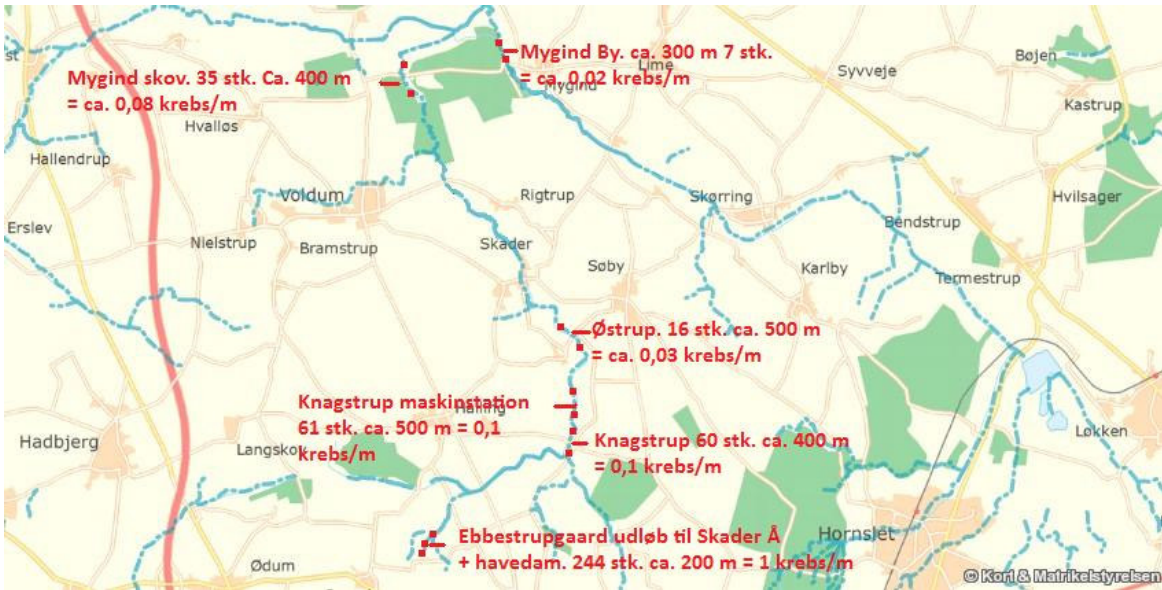 Mygind By. ca. 300 m 7 stk.
= ca. 0,02 krebs/m
Mygind skov. 35 stk. Ca. 400 m
= ca. 0,08 krebs/m
Lime
Mygind
Syvveje
Bøjen
Kastrup
Hvalløs
Hallendrup
Voldum
Rigtrup
Skørring
Hvilsager
Bendstrup
Erslev
Nielstrup
Bramstrup
Skader
Søby
Karlby
Termestrup
Østrup. 16 stk. ca. 500 m
= ca. 0,03 krebs/m
Knagstrup maskinstation
61 stk. ca. 500 m = 0,1
krebs/m
Halling
Hadbjerg
Langskov
Knagstrup 60 stk. ca. 400 m
= 0,1 krebs/m
Løkken
Hornslet
Ebbestrupgaard udløb til Skader Å
+ havedam. 244 stk. ca. 200 m = 1 krebs/m
Ødum
© Kort & Matrikelstyrelsen